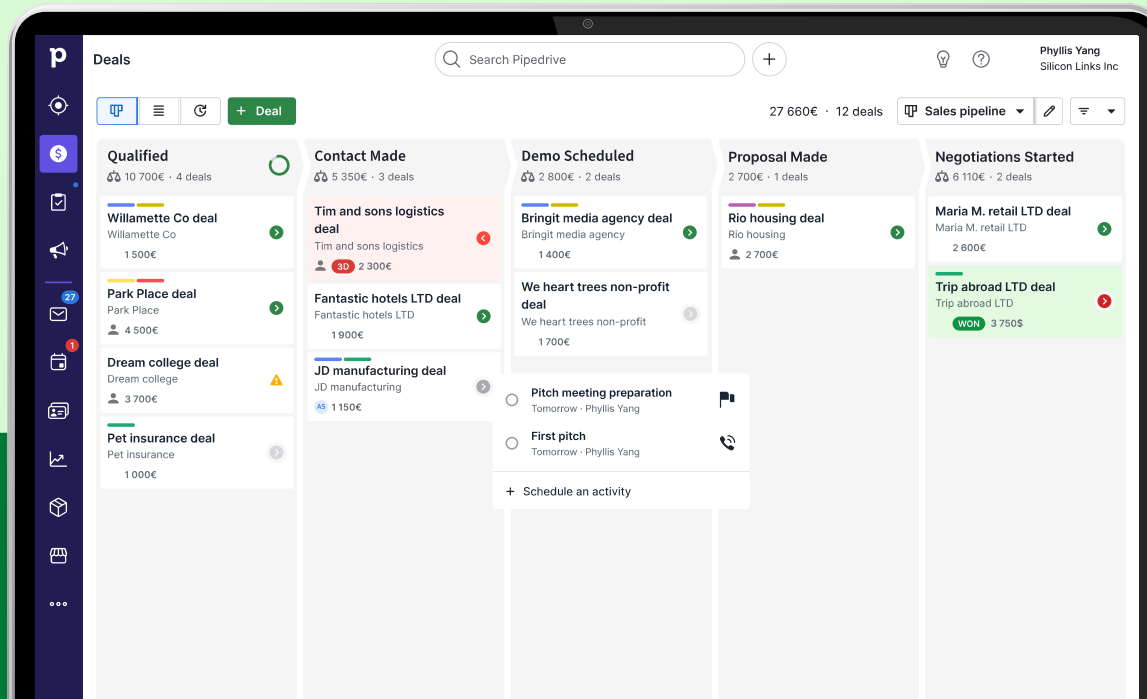 p
Deals
Search Pipedrive
Phyllis Yang
Silicon Links Inc
+ Deal
27 660€ · 12 deals
Sales pipeline
Qualified
10 700€ · 4 deals
Willamette Co deal
Willamette Co
1 500€
Park Place deal
Park Place
4 500€
Dream college deal
Dream college
3 700€
Pet insurance deal
Pet insurance
1 000€
Contact Made
5 350€ · 3 deals
Tim and sons logistics
deal
Tim and sons logistics
3D 2 300€
Fantastic hotels LTD deal
Fantastic hotels LTD
1 900€
JD manufacturing deal
JD manufacturing
AS 1 150€
Demo Scheduled
2 800€ · 2 deals
Bringit media agency deal
Bringit media agency
1 400€
We heart trees non-profit
deal
We heart trees non-profit
1 700€
Pitch meeting preparation
Tomorrow · Phyllis Yang
First pitch
Tomorrow · Phyllis Yang
+ Schedule an activity
Proposal Made
2 700€ · 1 deals
Rio housing deal
Rio housing
2 700€
Negotiations Started
6 110€ · 2 deals
Maria M. retail LTD deal
Maria M. retail LTD
2 600€
Trip abroad LTD deal
Trip abroad LTD
WON 3 750$
27
1